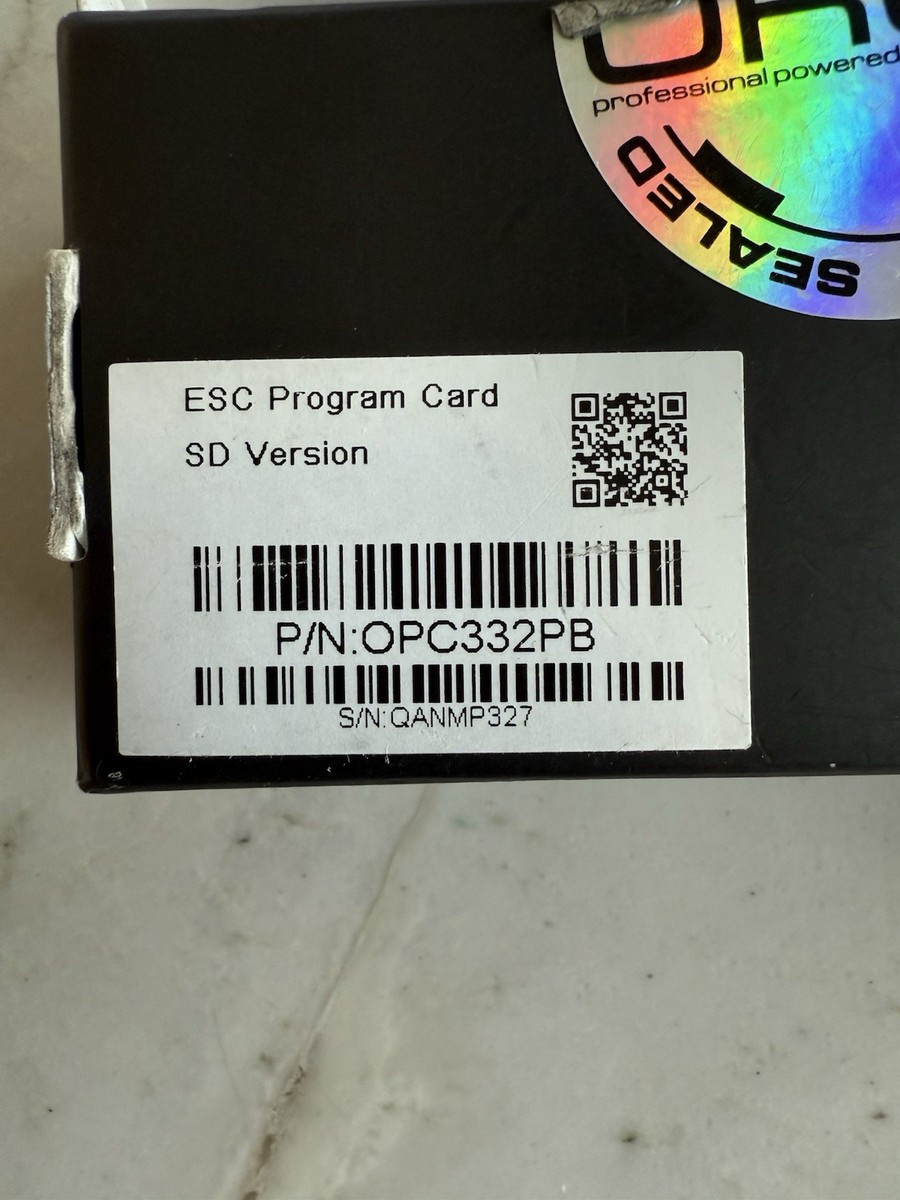 professional powered
SEALED
ESC Program Card
SD Version
P/N:OPC332PB
S/N:QANMP327